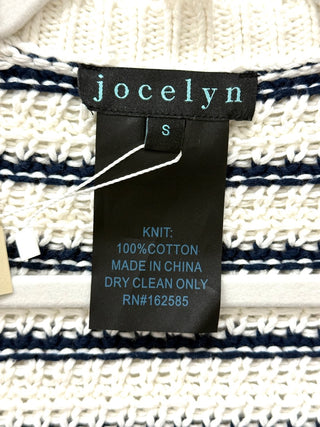 jocelyn
S
KNIT:
100%COTTON
MADE IN CHINA
DRY CLEAN ONLY
RN#162585